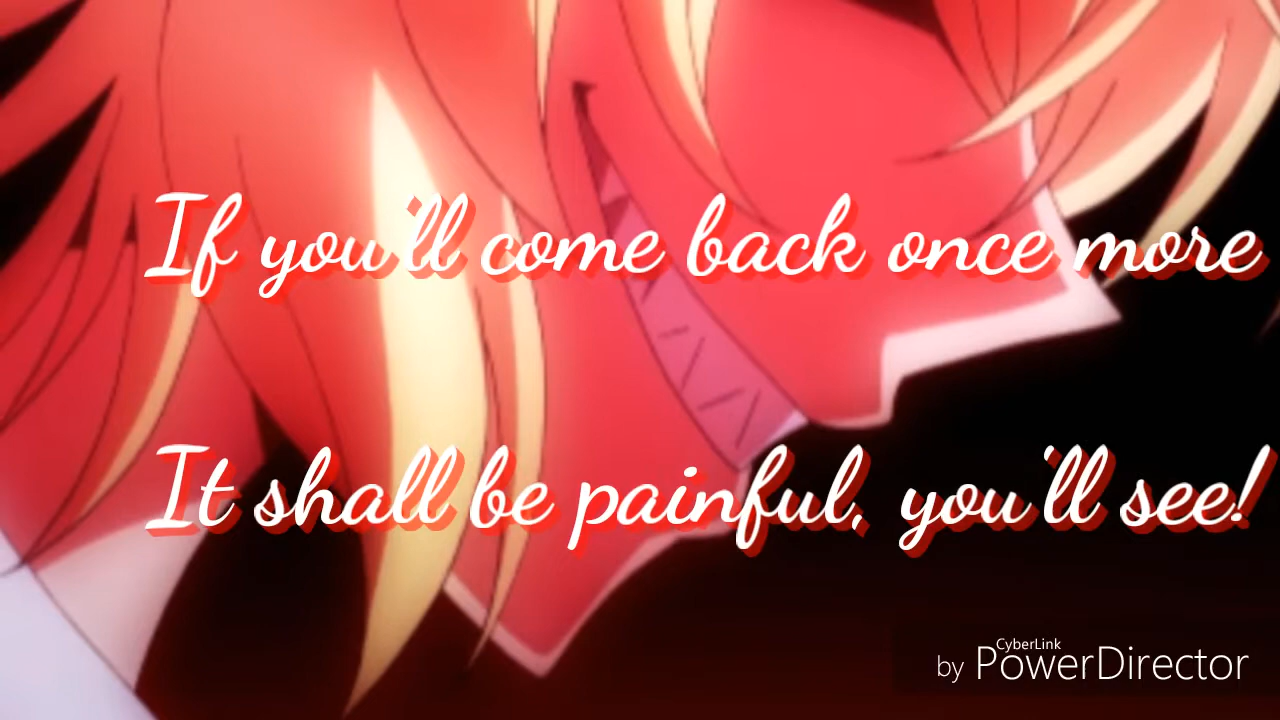 If you'll come back once more
It shall be painful, you'll see!
by CyberLink PowerDirector